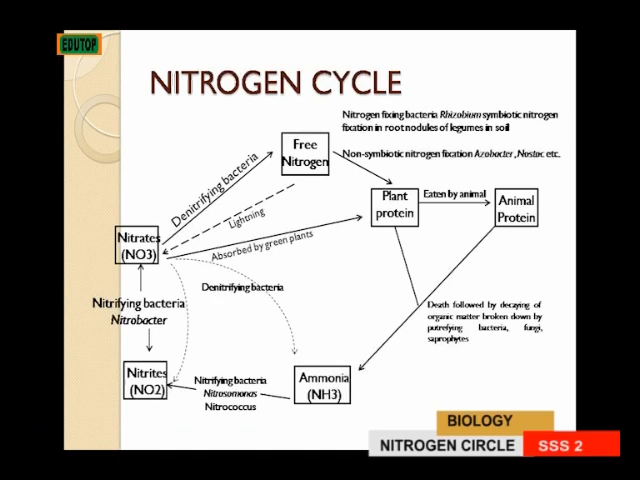 EDUTOP
NITROGEN CYCLE
Nitrogen fixing bacteria Rhizobium symbiotic nitrogen
fixation in root nodules of legumes in soil
Free
Nitrogen
Non-symbiotic nitrogen fixation Azobacter ,Nostoc etc.
Denitrifying bacteria
Lightning
Plant
protein
Eaten by animal
Animal
Protein
Nitrates
(NO3)
Absorbed by green plants
Denitrifying bacteria
Nitrifying bacteria
Nitrobacter
Death followed by decaying of
organic matter broken down by
putrefying bacteria, fungi,
saprophytes
Nitrites
(NO2)
Nitrifying bacteria
Nitrosomonas
Nitrococcus
Ammonia
(NH3)
BIOLOGY
NITROGEN CIRCLE
SSS 2